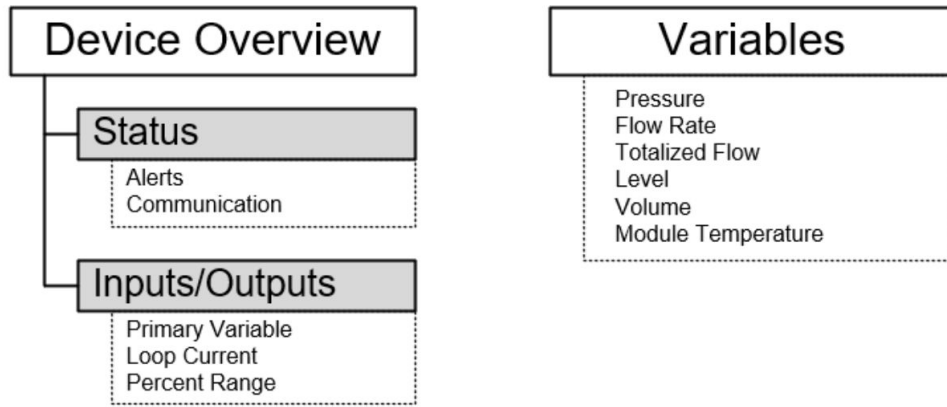 Device Overview
Status
Alerts
Communication
Inputs/Outputs
Primary Variable
Loop Current
Percent Range
Variables
Pressure
Flow Rate
Totalized Flow
Level
Volume
Module Temperature